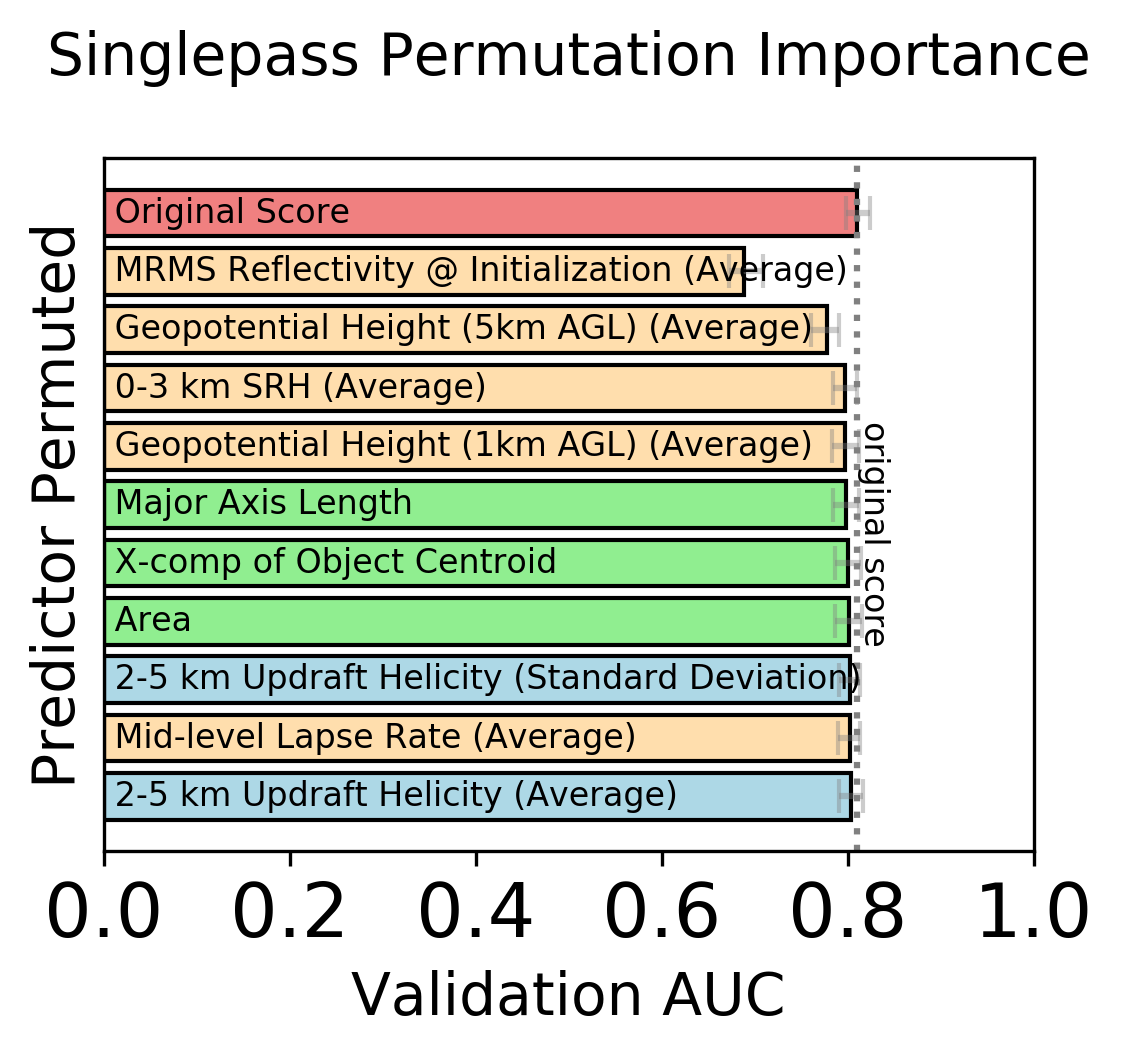 Singlepass Permutation Importance
Predictor Permuted
Original Score
MRMS Reflectivity @ Initialization (Average)
Geopotential Height (5km AGL) (Average)
0-3 km SRH (Average)
Geopotential Height (1km AGL) (Average)
Major Axis Length
X-comp of Object Centroid
Area
2-5 km Updraft Helicity (Standard Deviation)
Mid-level Lapse Rate (Average)
2-5 km Updraft Helicity (Average)
original score
0.0 0.2 0.4 0.6 0.8 1.0
Validation AUC